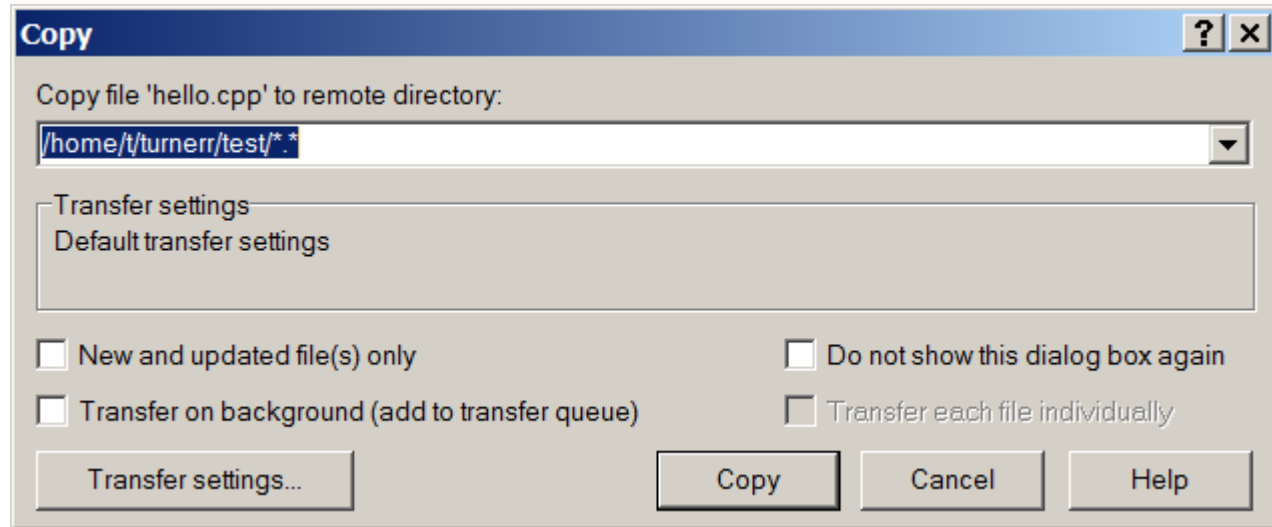 Copy
Copy file 'hello.cpp' to remote directory:
/home/t/turnerr/test/*.*
Transfer settings
Default transfer settings
New and updated file(s) only
Do not show this dialog box again
Transfer on background (add to transfer queue)
Transfer each file individually
Transfer settings...
Copy
Cancel
Help